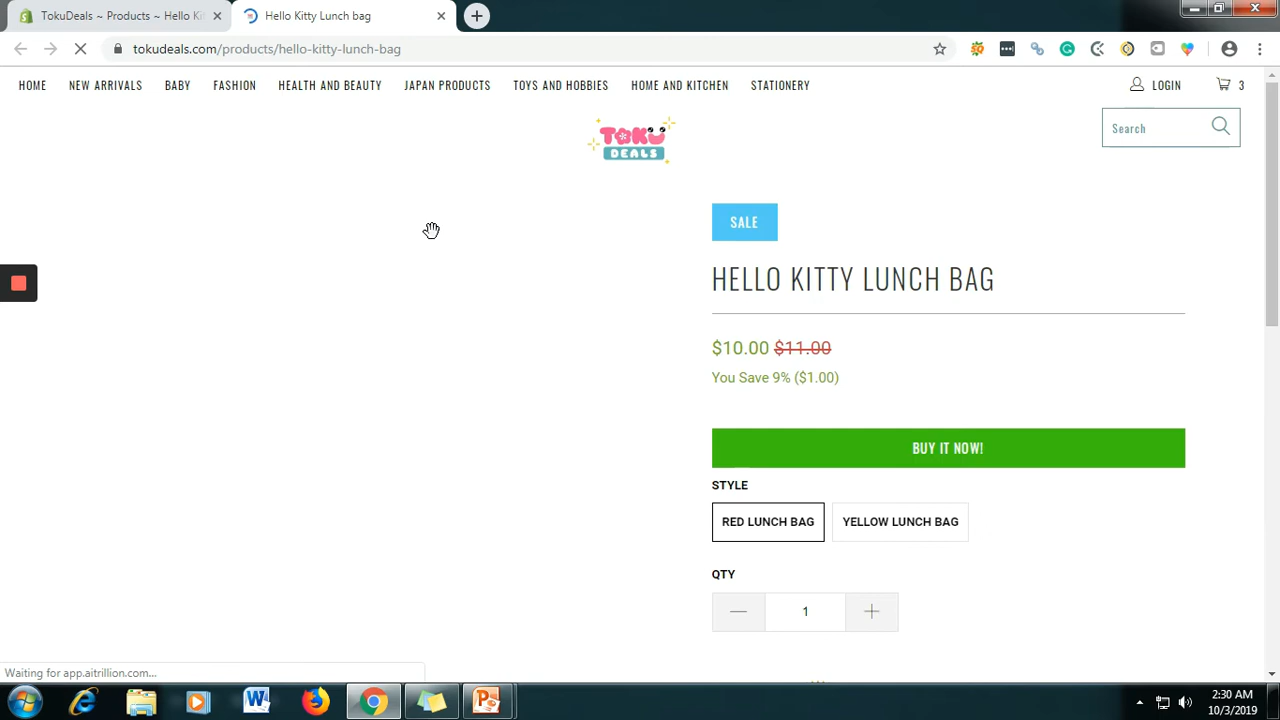 TokuDeals ~ Products ~ Hello Ki
Hello Kitty Lunch bag
tokudeals.com/products/hello-kitty-lunch-bag
HOME NEW ARRIVALS BABY FASHION HEALTH AND BEAUTY JAPAN PRODUCTS TOYS AND HOBBIES HOME AND KITCHEN STATIONERY LOGIN 3
TOKU
DEALS
Search
SALE
HELLO KITTY LUNCH BAG
$10.00 $11.00
You Save 9% ($1.00)
BUY IT NOW!
STYLE
RED LUNCH BAG YELLOW LUNCH BAG
QTY
1
Waiting for app.aitrillion.com...
2:30 AM
10/3/2019